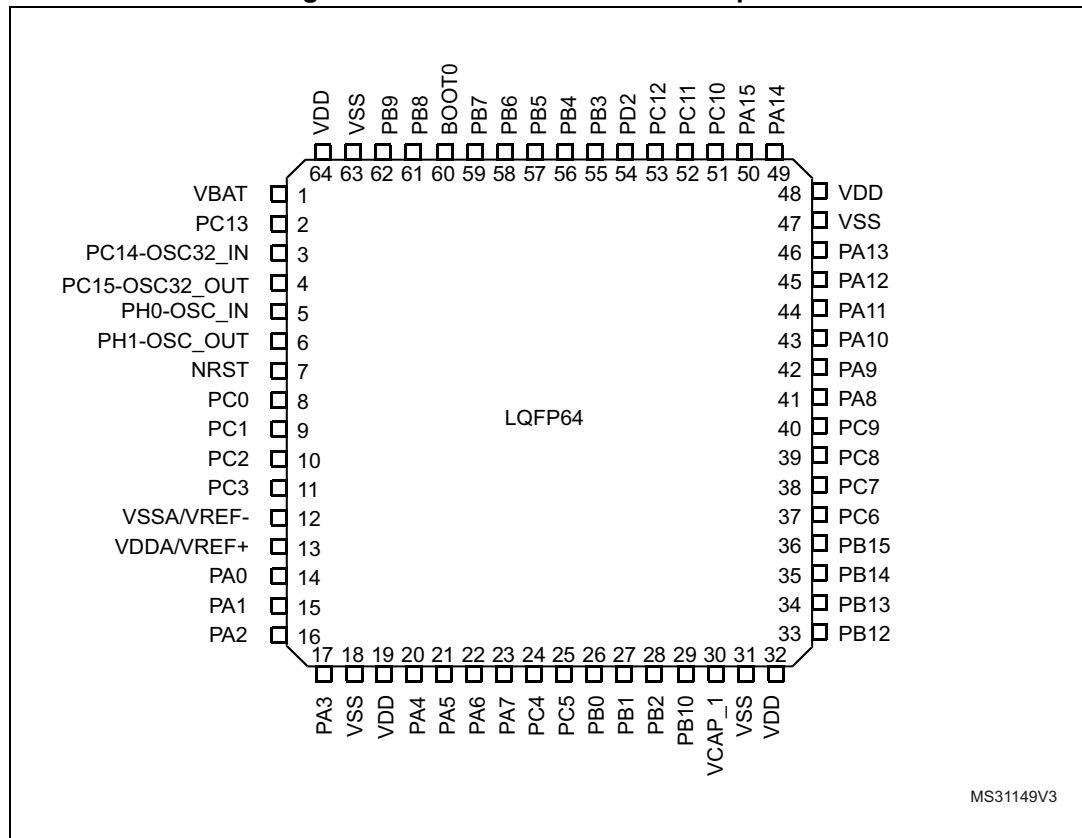 VDD
VSS
PB9
PB8
BOOT0
PB7
PB6
PB5
PB4
PB3
PD2
PC12
PC11
PC10
PA15
PA14
64 63 62 61 60 59 58 57 56 55 54 53 52 51 50 49
VBAT 1
PC13 2
PC14-OSC32_IN 3
PC15-OSC32_OUT 4
PH0-OSC_IN 5
PH1-OSC_OUT 6
NRST 7
PC0 8
PC1 9
PC2 10
PC3 11
VSSA/VREF- 12
VDDA/VREF+ 13
PA0 14
PA1 15
PA2 16
LQFP64
48 VDD
47 VSS
46 PA13
45 PA12
44 PA11
43 PA10
42 PA9
41 PA8
40 PC9
39 PC8
38 PC7
37 PC6
36 PB15
35 PB14
34 PB13
33 PB12
17 18 19 20 21 22 23 24 25 26 27 28 29 30 31 32
PA3
VSS
VDD
PA4
PA5
PA6
PA7
PC4
PC5
PB0
PB1
PB2
PB10
VCAP_1
VSS
VDD
MS31149V3